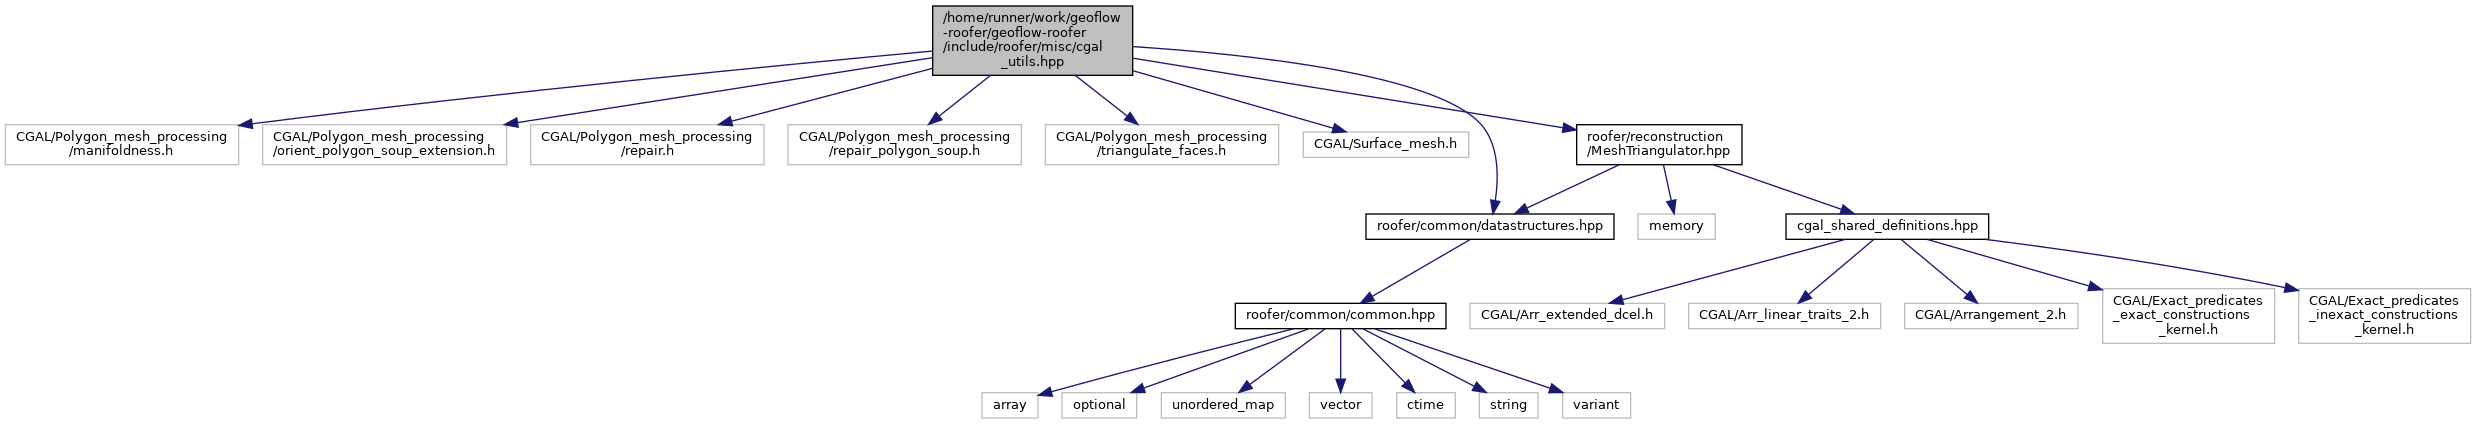 /home/runner/work/geoflow
-roofer/geoflow-roofer
/include/roofer/misc/cgal
_utils.hpp
CGAL/Polygon_mesh_processing
/manifoldness.h
CGAL/Polygon_mesh_processing
/orient_polygon_soup_extension.h
CGAL/Polygon_mesh_processing
/repair.h
CGAL/Polygon_mesh_processing
/repair_polygon_soup.h
CGAL/Polygon_mesh_processing
/triangulate_faces.h
CGAL/Surface_mesh.h
roofer/reconstruction
/MeshTriangulator.hpp
roofer/common/datastructures.hpp
memory
cgal_shared_definitions.hpp
roofer/common/common.hpp
CGAL/Arr_extended_dcel.h
CGAL/Arr_linear_traits_2.h
CGAL/Arrangement_2.h
CGAL/Exact_predicates
_exact_constructions
_kernel.h
CGAL/Exact_predicates
_inexact_constructions
_kernel.h
array
optional
unordered_map
vector
ctime
string
variant